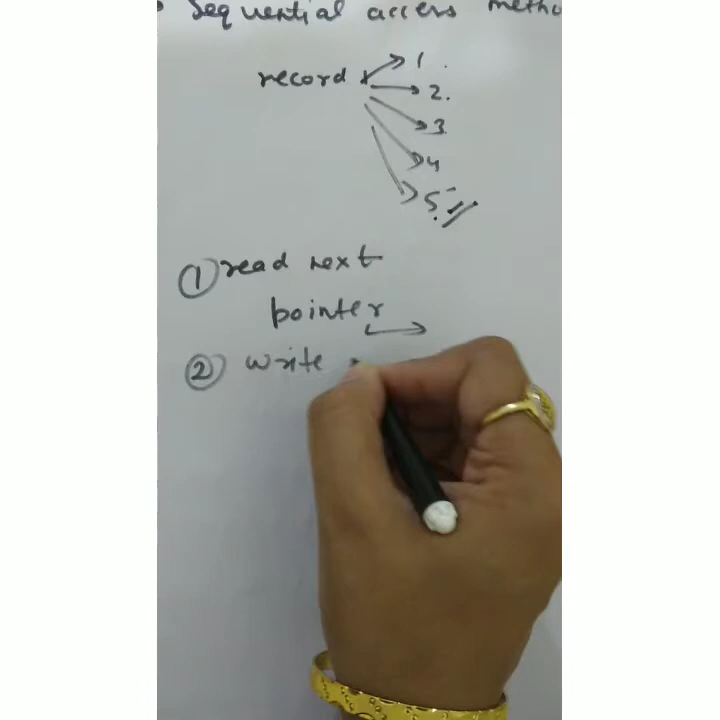 Sequential access metho
record
1.
2.
3.
4
5.
① read next
pointer
② write